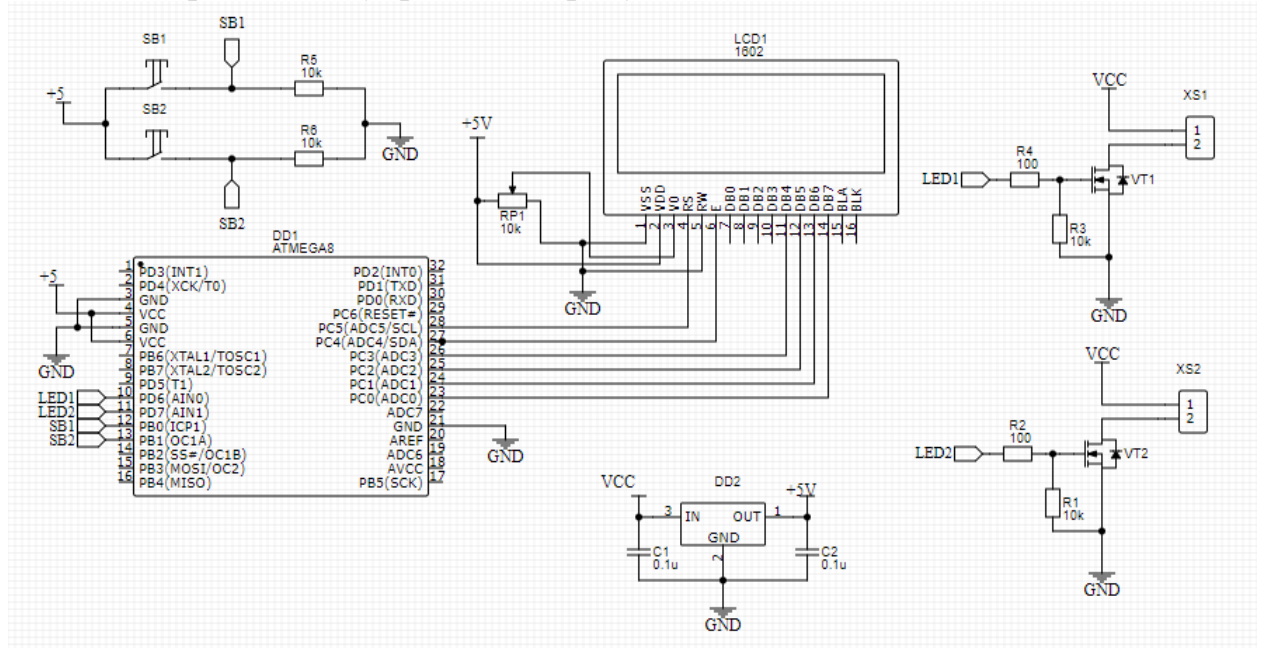 SB1
SB1
R5
10k
+5
SB2
R6
10k
GND
SB2
LCD1
1602
+5V
RP1
10k
VSS
VDD
V0
RS
RW
E
DB0
DB1
DB2
DB3
DB4
DB5
DB6
DB7
BLA
BLK
1
2
3
4
5
6
7
8
9
10
11
12
13
14
15
16
GND
VCC
XS1
1
2
R4
100
LED1
VT1
R3
10k
GND
DD1
ATMEGA8
+5
GND
1 PD3(INT1)
2 PD4(XCK/T0)
3 GND
4 VCC
5 GND
6 VCC
7 PB6(XTAL1/TOSC1)
8 PB7(XTAL2/TOSC2)
9 PD5(T1)
LED1 10 PD6(AIN0)
LED2 11 PD7(AIN1)
SB1 12 PB0(ICP1)
SB2 13 PB1(OC1A)
14 PB2(SS#/OC1B)
15 PB3(MOSI/OC2)
16 PB4(MISO)
PD2(INT0) 32
PD1(TXD) 31
PD0(RXD) 30
PC6(RESET#) 29
PC5(ADC5/SCL) 28
PC4(ADC4/SDA) 27
PC3(ADC3) 26
PC2(ADC2) 25
PC1(ADC1) 24
PC0(ADC0) 23
ADC7 22
GND 21
AREF 20
ADC6 19
AVCC 18
PB5(SCK) 17
GND
VCC
DD2
+5V
3 IN OUT 1
GND
2
C1
0.1u
C2
0.1u
GND
VCC
XS2
1
2
R2
100
LED2
VT2
R1
10k
GND